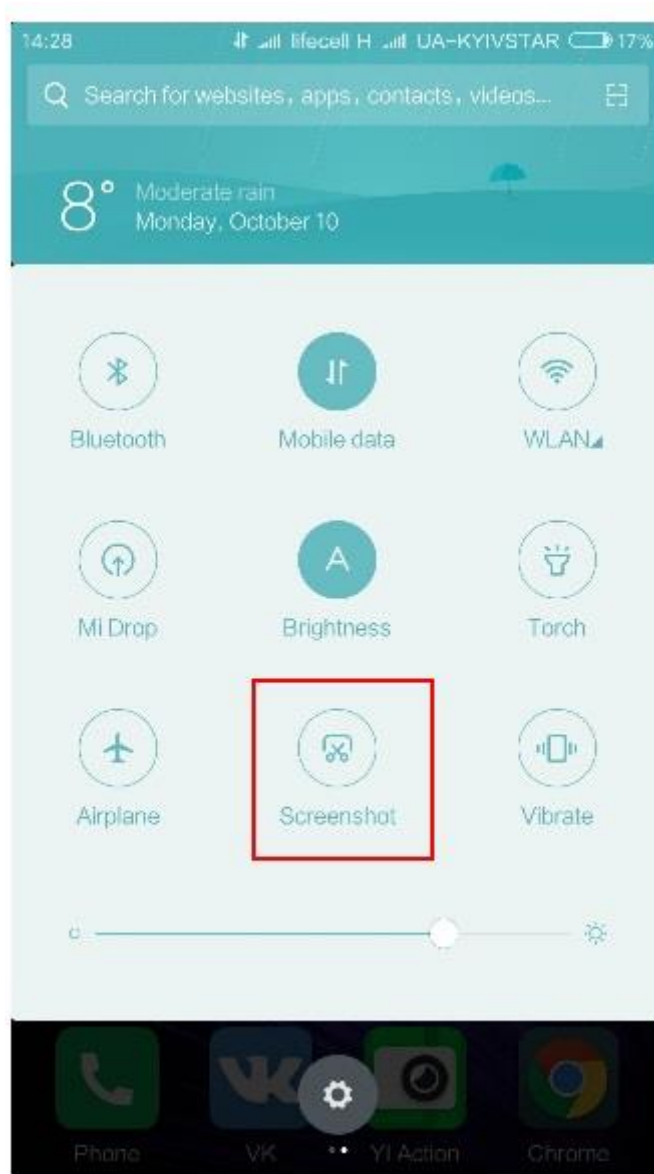 14:28 lifecell H UA-KYIVSTAR 17%
Search for websites, apps, contacts, videos...
8° Moderate rain
Monday, October 10
Bluetooth Mobile data WLAN
A
Mi Drop Brightness Torch
Airplane Screenshot Vibrate
Phone VK YI Action Chrome